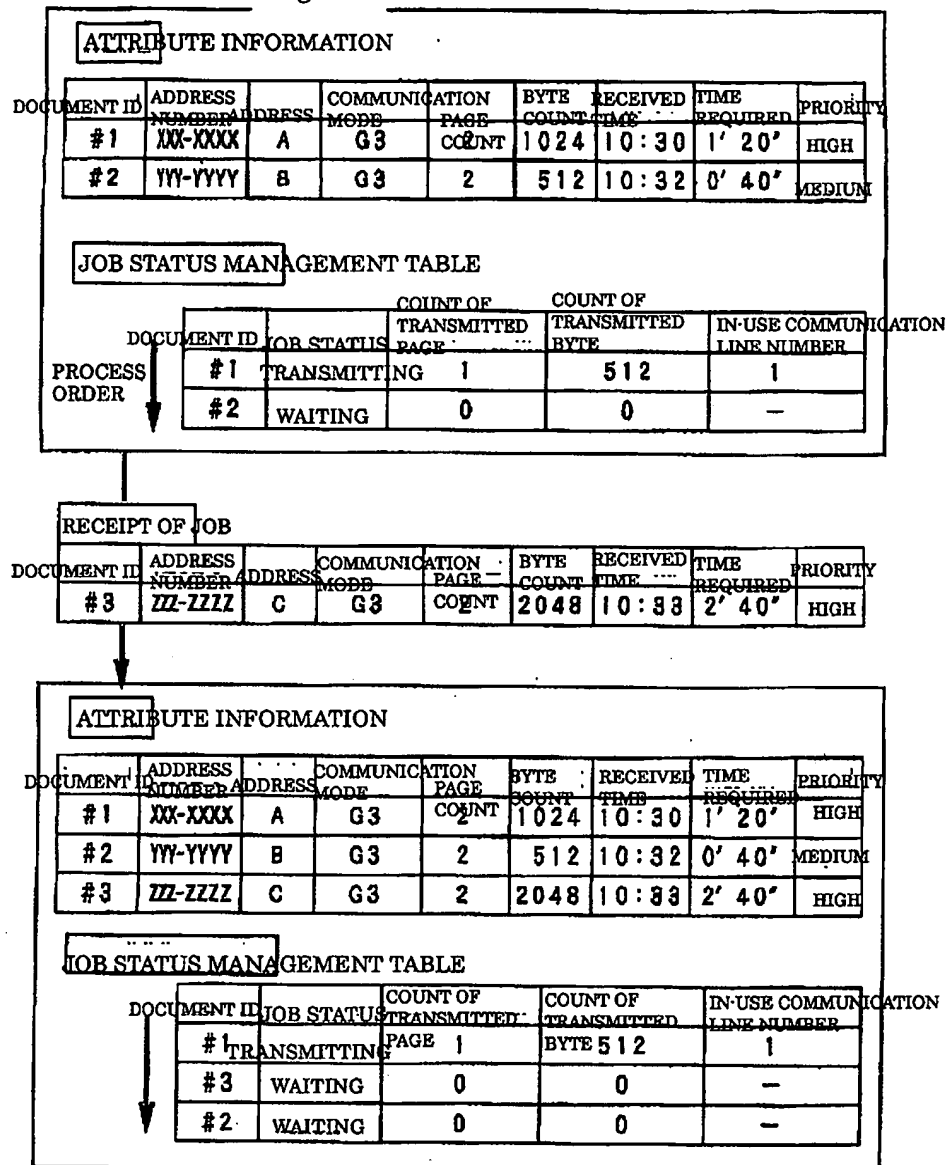 ATTRIBUTE INFORMATION
DOCUMENT ID ADDRESS NUMBER ADDRESS COMMUNICATION MODE PAGE COUNT BYTE COUNT RECEIVED TIME TIME REQUIRED PRIORITY
#1 XXX-XXXX A G3 2 1024 10:30 1' 20" HIGH
#2 YYY-YYYY B G3 2 512 10:32 0' 40" MEDIUM
JOB STATUS MANAGEMENT TABLE
DOCUMENT ID JOB STATUS COUNT OF TRANSMITTED PAGE COUNT OF TRANSMITTED BYTE IN-USE COMMUNICATION LINE NUMBER
PROCESS ORDER
#1 TRANSMITTING 1 512 1
#2 WAITING 0 0 —
RECEIPT OF JOB
DOCUMENT ID ADDRESS NUMBER ADDRESS COMMUNICATION MODE PAGE COUNT BYTE COUNT RECEIVED TIME TIME REQUIRED PRIORITY
#3 ZZZ-ZZZZ C G3 2 2048 10:33 2' 40" HIGH
ATTRIBUTE INFORMATION
DOCUMENT ID ADDRESS NUMBER ADDRESS COMMUNICATION MODE PAGE COUNT BYTE COUNT RECEIVED TIME TIME REQUIRED PRIORITY
#1 XXX-XXXX A G3 2 1024 10:30 1' 20" HIGH
#2 YYY-YYYY B G3 2 512 10:32 0' 40" MEDIUM
#3 ZZZ-ZZZZ C G3 2 2048 10:33 2' 40" HIGH
JOB STATUS MANAGEMENT TABLE
DOCUMENT ID JOB STATUS COUNT OF TRANSMITTED PAGE COUNT OF TRANSMITTED BYTE IN-USE COMMUNICATION LINE NUMBER
#1 TRANSMITTING 1 512 1
#3 WAITING 0 0 —
#2 WAITING 0 0 —